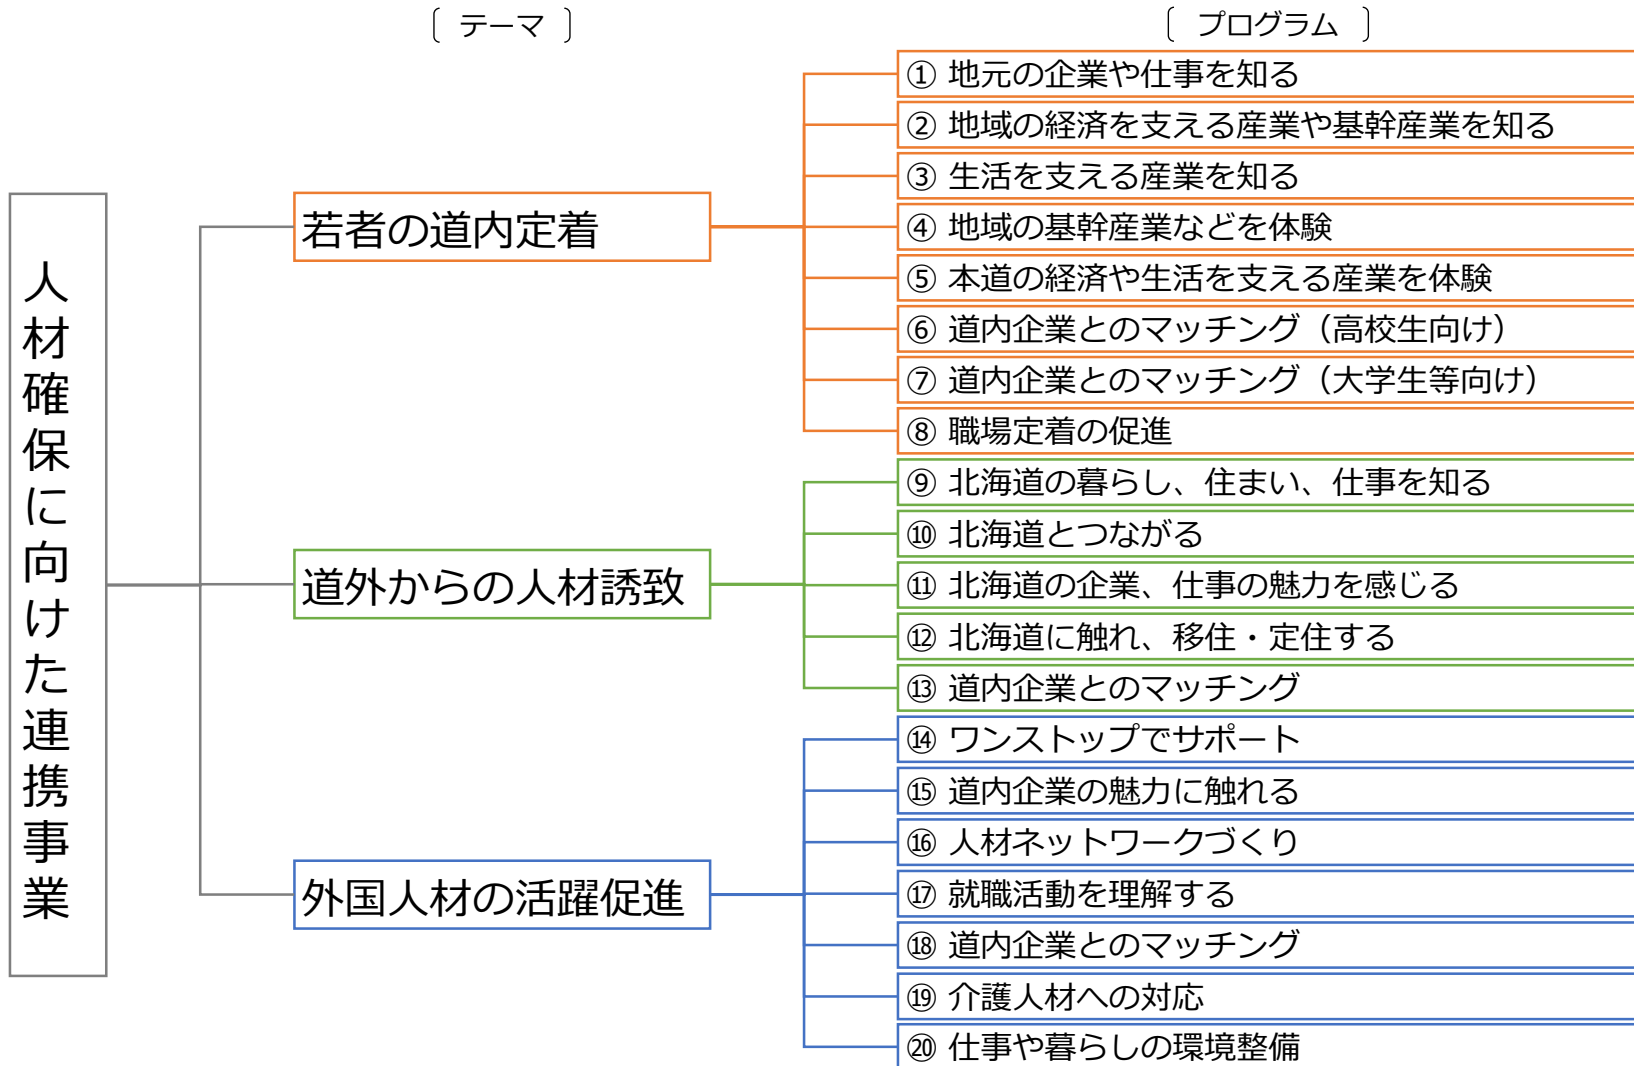 〔 テーマ 〕
〔 プログラム 〕
人材確保に向けた連携事業
若者の道内定着
① 地元の企業や仕事を知る
② 地域の経済を支える産業や基幹産業を知る
③ 生活を支える産業を知る
④ 地域の基幹産業などを体験
⑤ 本道の経済や生活を支える産業を体験
⑥ 道内企業とのマッチング（高校生向け）
⑦ 道内企業とのマッチング（大学生等向け）
⑧ 職場定着の促進
道外からの人材誘致
⑨ 北海道の暮らし、住まい、仕事を知る
⑩ 北海道とつながる
⑪ 北海道の企業、仕事の魅力を感じる
⑫ 北海道に触れ、移住・定住する
⑬ 道内企業とのマッチング
外国人材の活躍促進
⑭ ワンストップでサポート
⑮ 道内企業の魅力に触れる
⑯ 人材ネットワークづくり
⑰ 就職活動を理解する
⑱ 道内企業とのマッチング
⑲ 介護人材への対応
⑳ 仕事や暮らしの環境整備